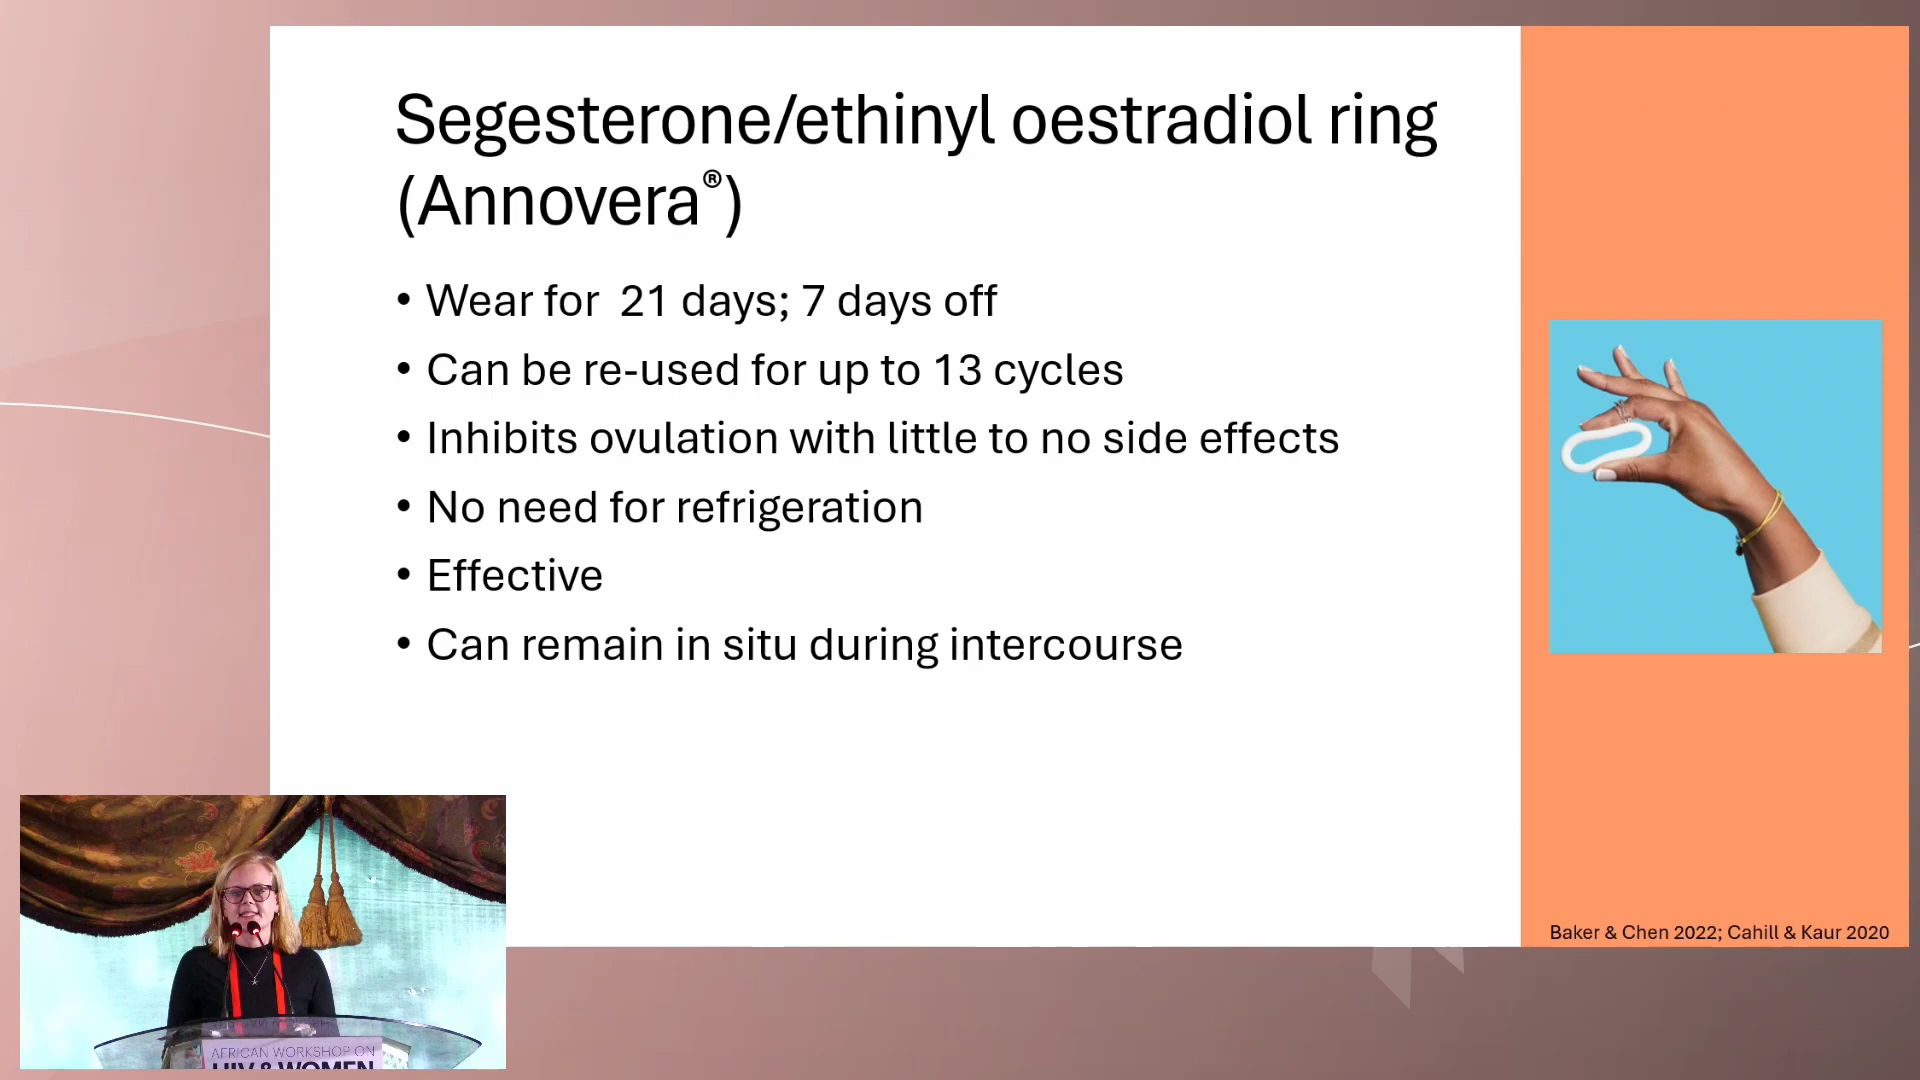 Segesterone/ethinyl oestradiol ring
(Annovera®)
• Wear for  21 days; 7 days off
• Can be re-used for up to 13 cycles
• Inhibits ovulation with little to no side effects
• No need for refrigeration
• Effective
• Can remain in situ during intercourse
Baker & Chen 2022; Cahill & Kaur 2020
AFRICAN WORKSHOP ON
HIV & WOMEN